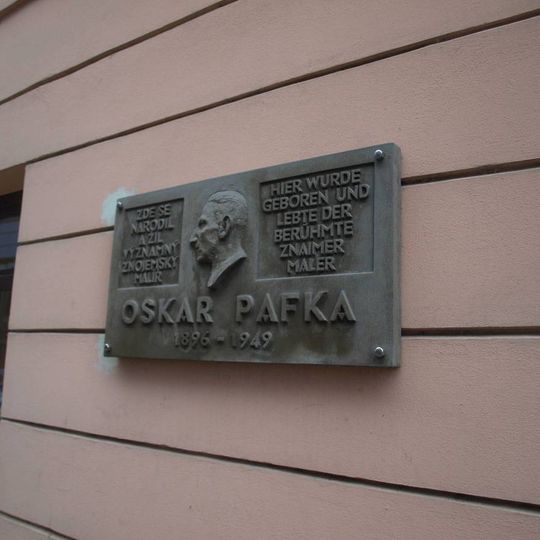 ZDE SE
NARODIL
A ŽIL
VÝZNAMNÝ
ZNOJEMSKÝ
MALÍŘ
HIER WURDE
GEBOREN UND
LEBTE DER
BERÜHMTE
ZNAIMER
MALER
OSKAR PAFKA
1896 - 1949